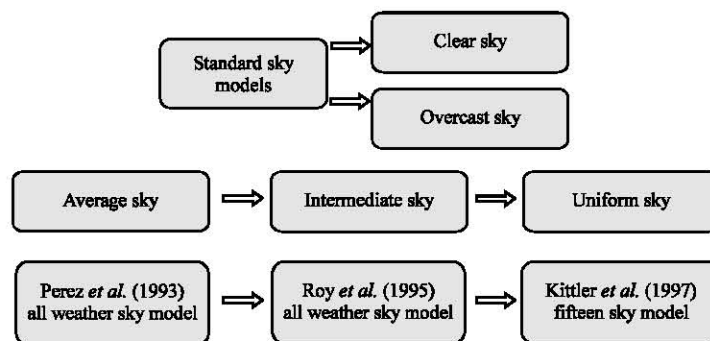 Clear sky
Standard sky
models
Overcast sky
Average sky
Intermediate sky
Uniform sky
Perez et al. (1993)
all weather sky model
Roy et al. (1995)
all weather sky model
Kittler et al. (1997)
fifteen sky model